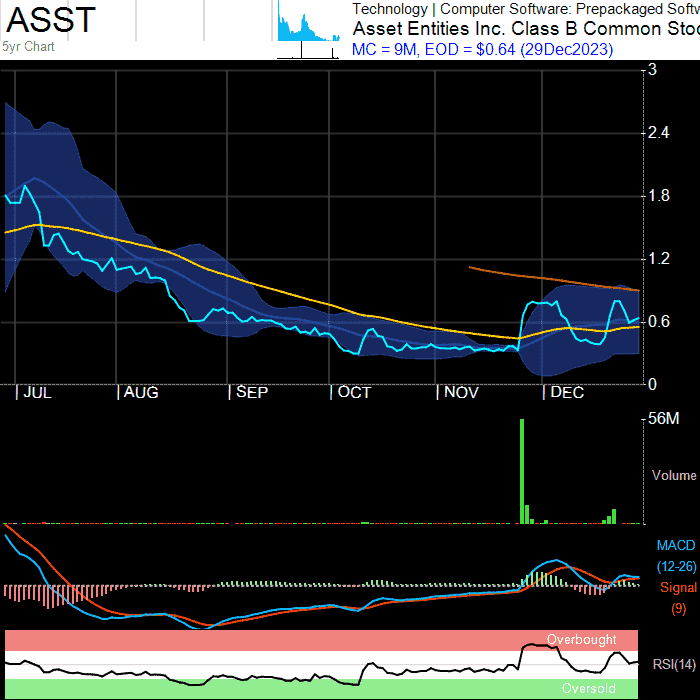 ASST
5yr Chart
Technology | Computer Software: Prepackaged Softw
Asset Entities Inc. Class B Common Stoc
MC = 9M, EOD = $0.64 (29Dec2023)
3
2.4
1.8
1.2
0.6
0
JUL AUG SEP OCT NOV DEC
56M
Volume
MACD
(12-26)
Signal
(9)
Overbought
RSI(14)
Oversold